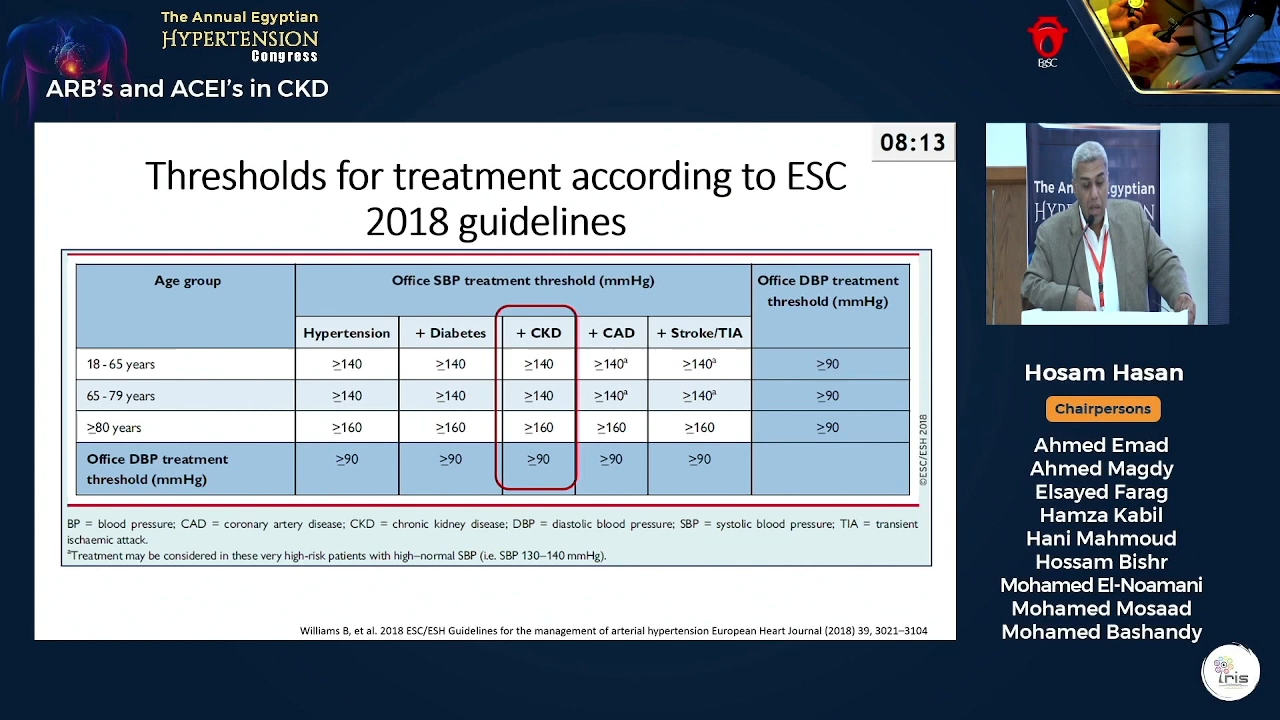 The Annual Egyptian
HYPERTENSION
Congress
ARB's and ACEI's in CKD
EgSC
08:13
Thresholds for treatment according to ESC
2018 guidelines
Age group
Office SBP treatment threshold (mmHg)
Office DBP treatment
threshold (mmHg)
Hypertension + Diabetes + CKD + CAD + Stroke/TIA
18 - 65 years ≥140 ≥140 ≥140 ≥140ᵃ ≥140ᵃ ≥90
65 - 79 years ≥140 ≥140 ≥140 ≥140ᵃ ≥140ᵃ ≥90
≥80 years ≥160 ≥160 ≥160 ≥160 ≥160 ≥90
Office DBP treatment
threshold (mmHg)
≥90 ≥90 ≥90 ≥90 ≥90
©ESC/ESH 2018
BP = blood pressure; CAD = coronary artery disease; CKD = chronic kidney disease; DBP = diastolic blood pressure; SBP = systolic blood pressure; TIA = transient
ischaemic attack.
ᵃTreatment may be considered in these very high-risk patients with high–normal SBP (i.e. SBP 130–140 mmHg).
Williams B, et al. 2018 ESC/ESH Guidelines for the management of arterial hypertension European Heart Journal (2018) 39, 3021–3104
The Annual Egyptian
Hosam Hasan
Chairpersons
Ahmed Emad
Ahmed Magdy
Elsayed Farag
Hamza Kabil
Hani Mahmoud
Hossam Bishr
Mohamed El-Noamani
Mohamed Mosaad
Mohamed Bashandy
iris